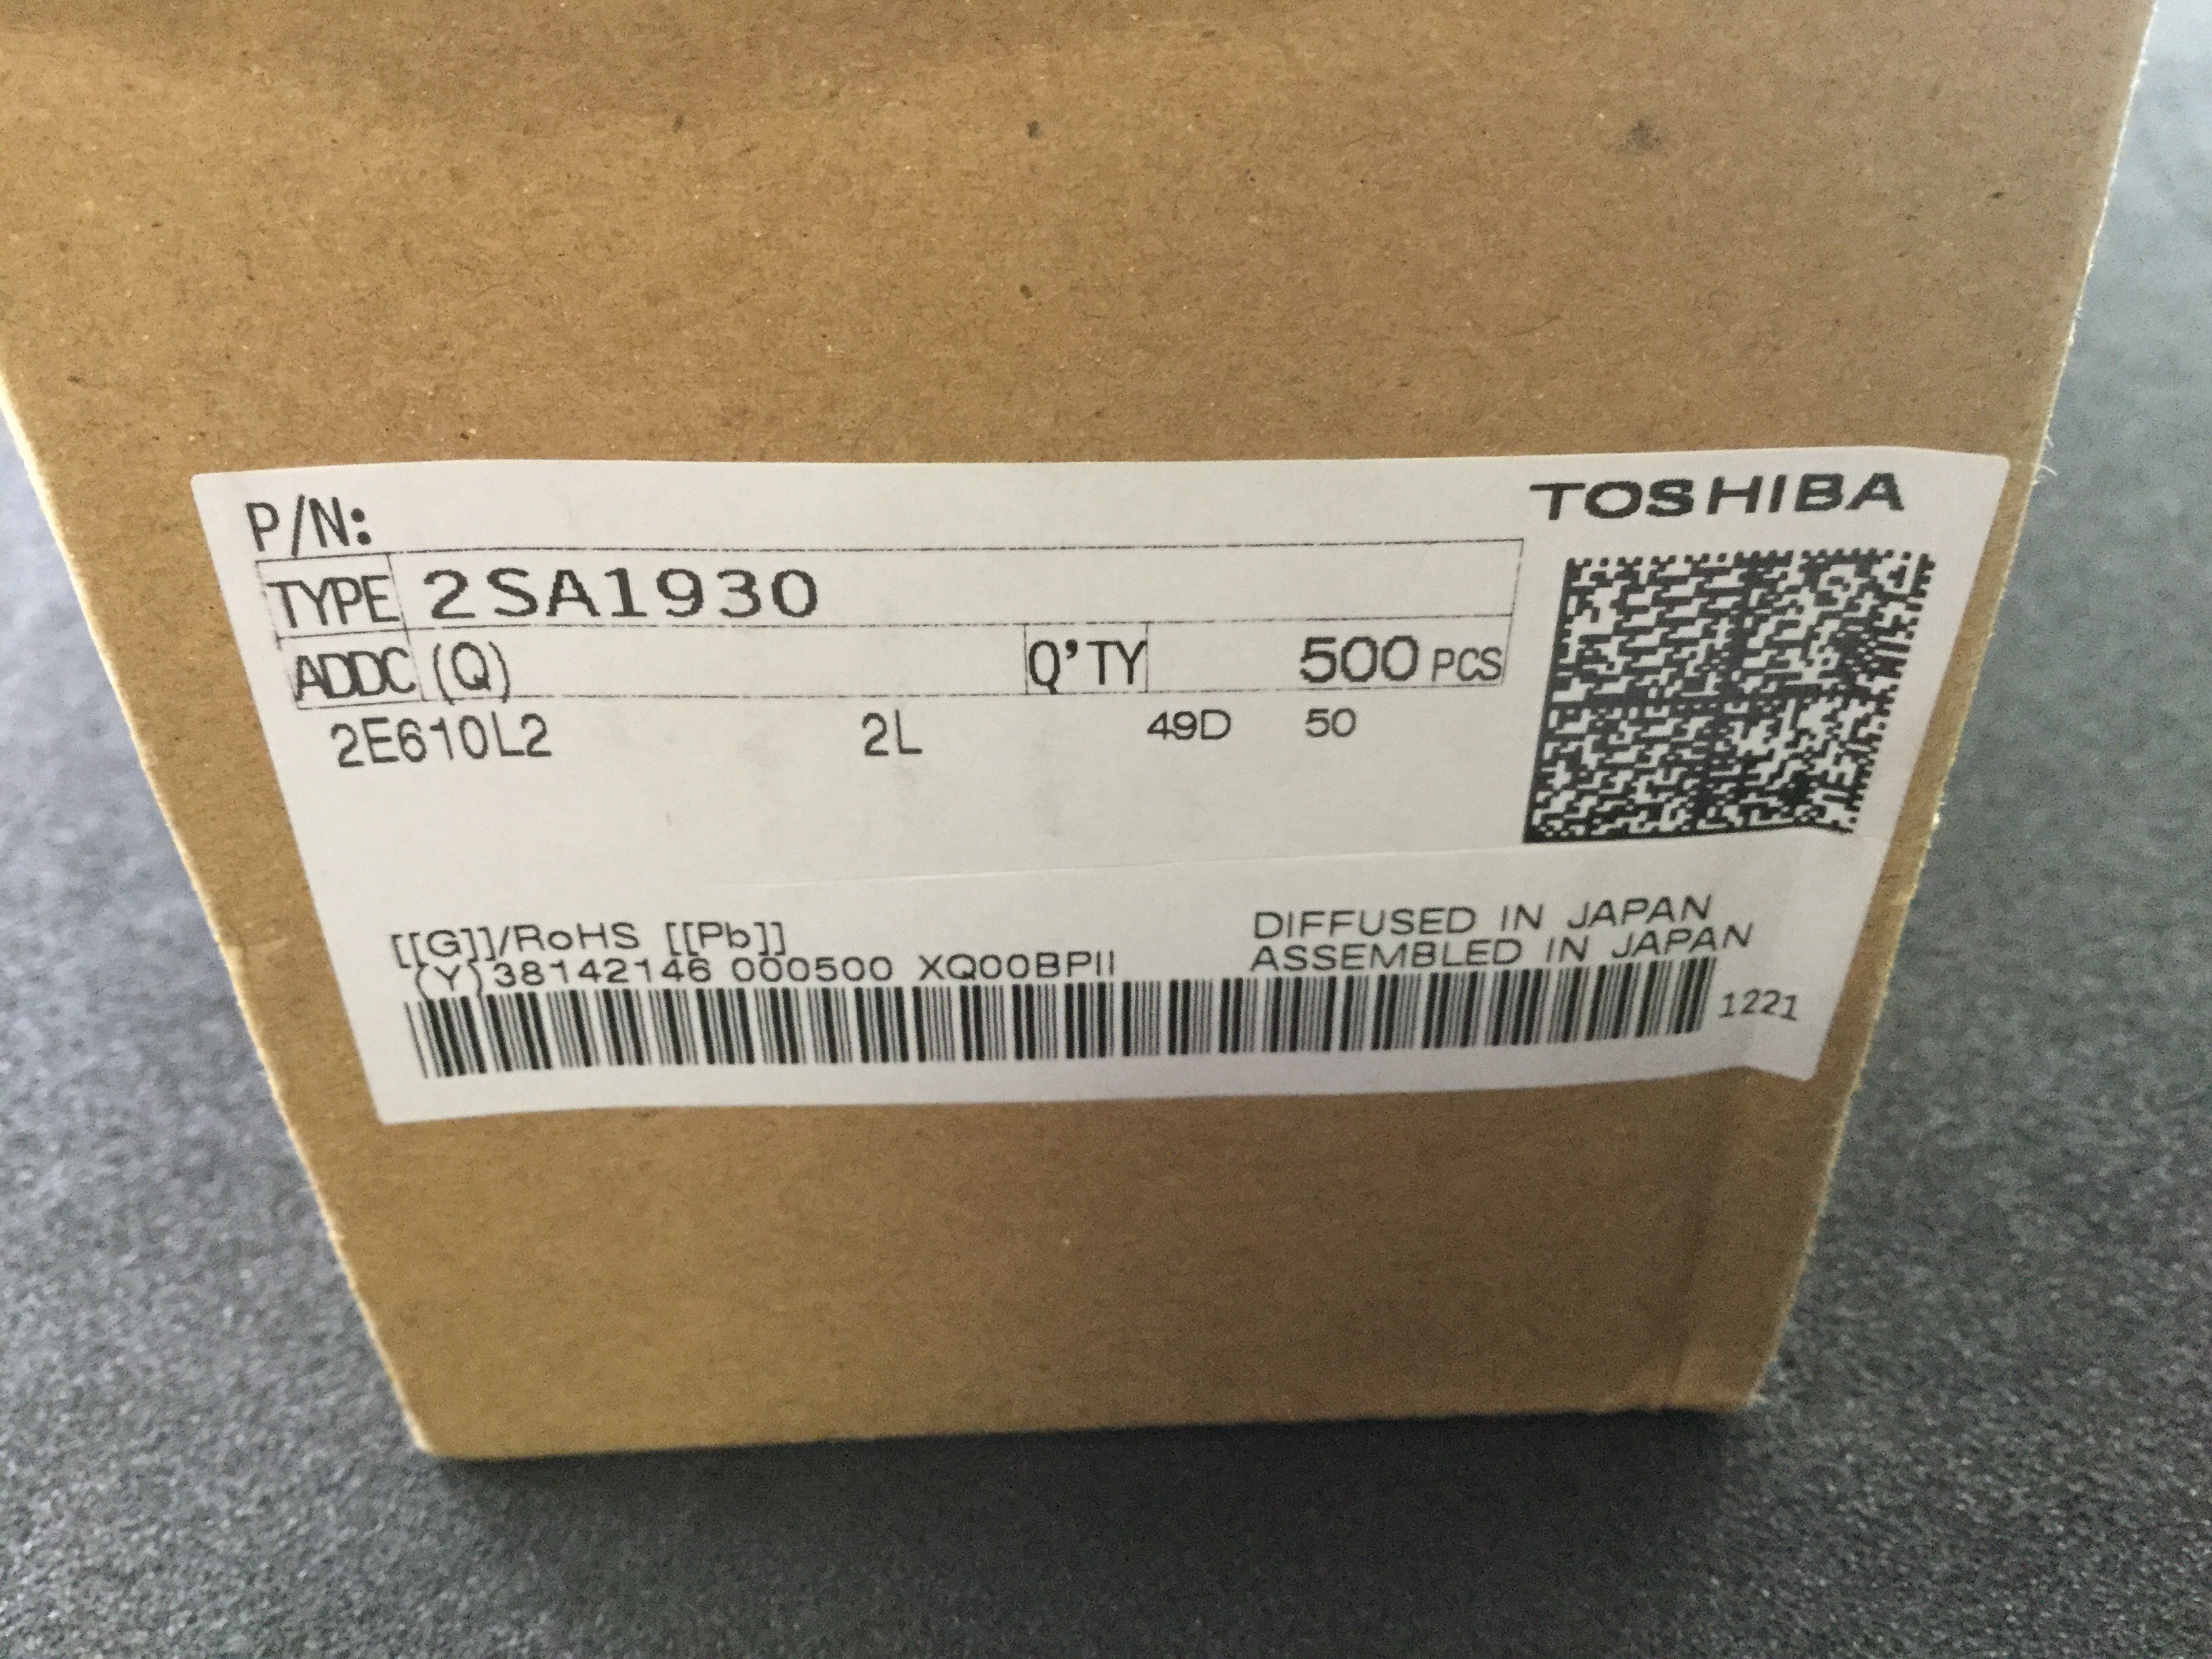 P/N:
TOSHIBA
TYPE 2SA1930
ADDC (Q) Q'TY 500 PCS
2E610L2 2L 49D 50
[[G]]/RoHS [[Pb]]
(Y)38142146 000500 XQ00BPII
DIFFUSED IN JAPAN
ASSEMBLED IN JAPAN
1221